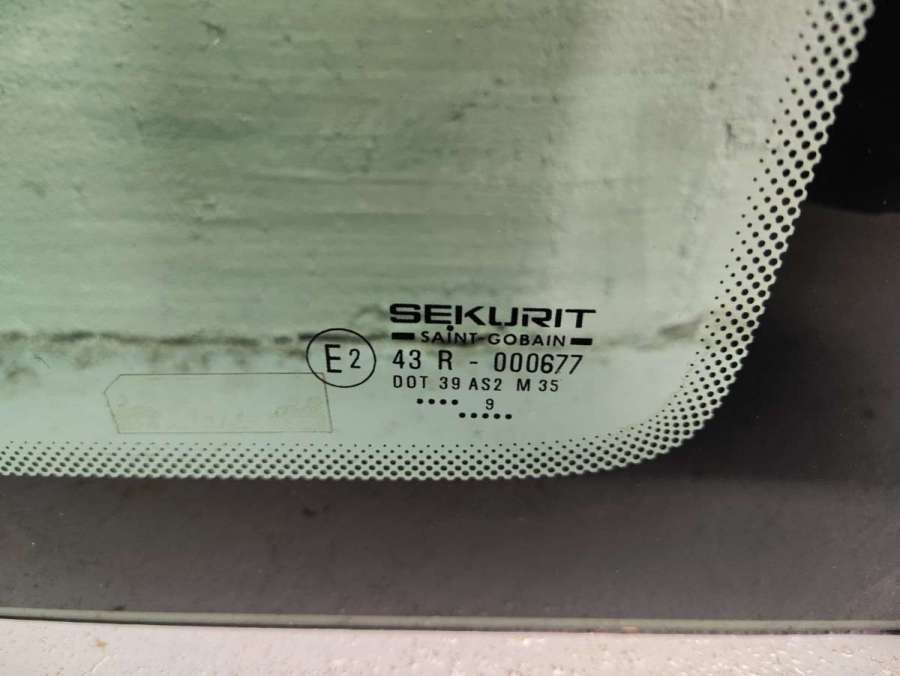 SEKURIT
SAINT-GOBAIN
E2 43 R - 000677
DOT 39 AS2 M 35
.... 9 .....